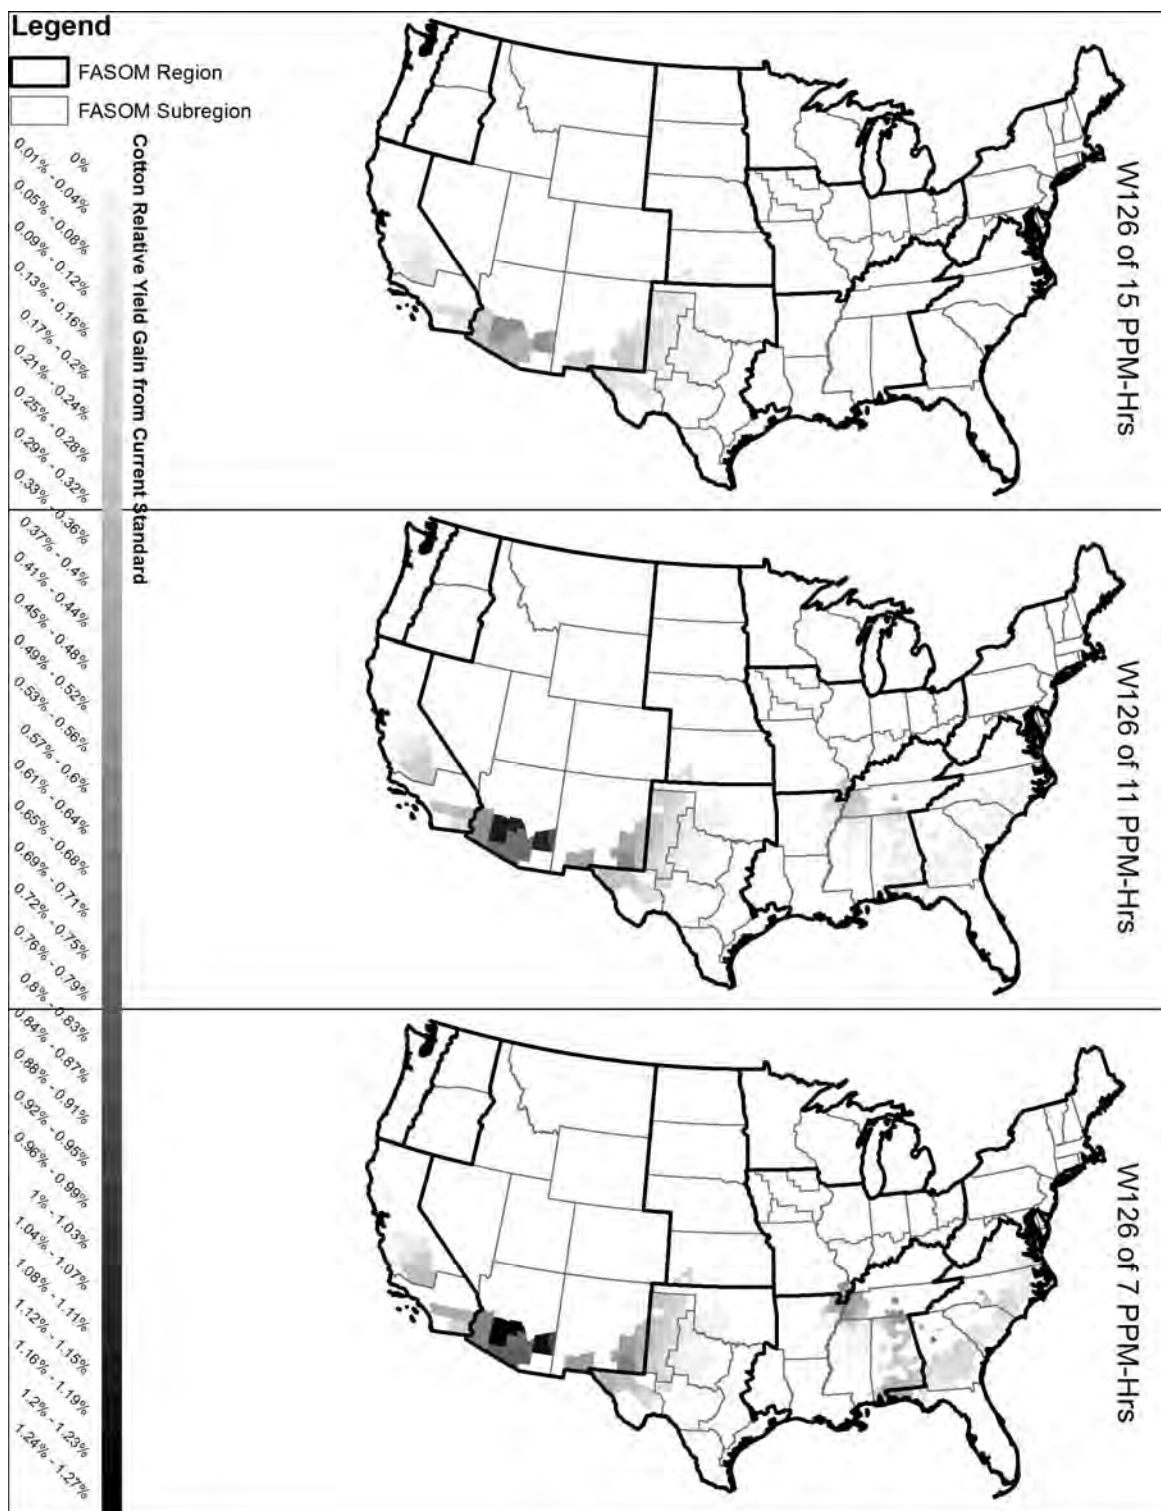 Legend
FASOM Region
FASOM Subregion
Cotton Relative Yield Gain from Current Standard
0%
0.01% - 0.04%
0.05% - 0.08%
0.09% - 0.12%
0.13% - 0.16%
0.17% - 0.2%
0.21% - 0.24%
0.25% - 0.28%
0.29% - 0.32%
0.33% - 0.36%
0.37% - 0.4%
0.41% - 0.44%
0.45% - 0.48%
0.49% - 0.52%
0.53% - 0.56%
0.57% - 0.6%
0.61% - 0.64%
0.65% - 0.68%
0.69% - 0.71%
0.72% - 0.75%
0.76% - 0.79%
0.8% - 0.83%
0.84% - 0.87%
0.88% - 0.91%
0.92% - 0.95%
0.96% - 0.99%
1% - 1.03%
1.04% - 1.07%
1.08% - 1.11%
1.12% - 1.15%
1.16% - 1.19%
1.2% - 1.23%
1.24% - 1.27%
W126 of 15 PPM-Hrs
W126 of 11 PPM-Hrs
W126 of 7 PPM-Hrs